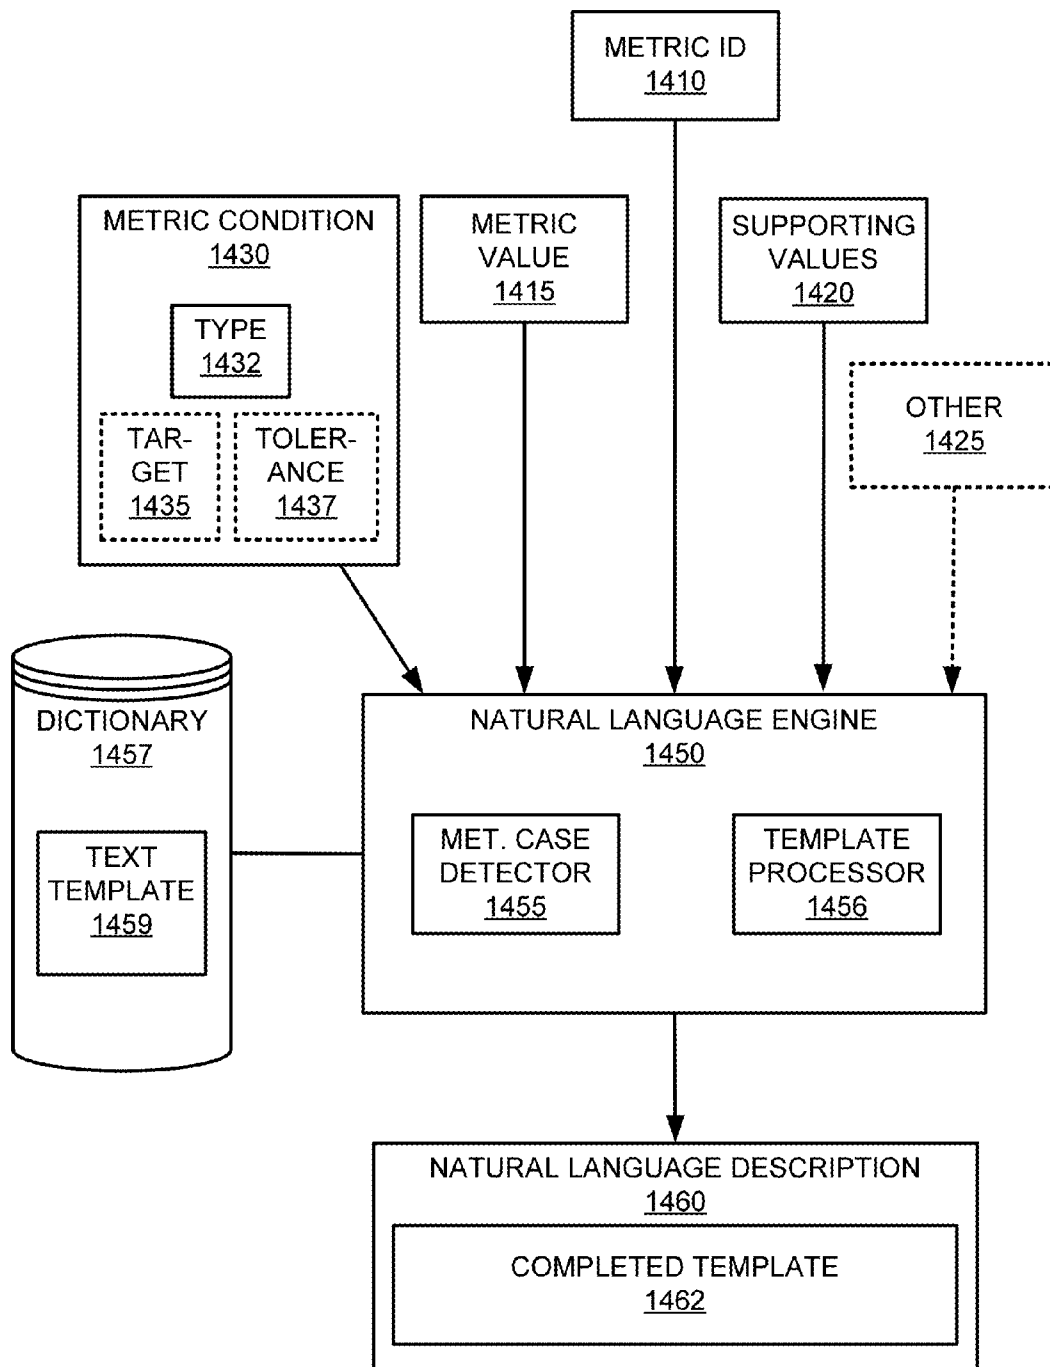 METRIC ID
1410
METRIC CONDITION
1430
TYPE
1432
TAR-
GET
1435
TOLER-
ANCE
1437
METRIC
VALUE
1415
SUPPORTING
VALUES
1420
OTHER
1425
DICTIONARY
1457
TEXT
TEMPLATE
1459
NATURAL LANGUAGE ENGINE
1450
MET. CASE
DETECTOR
1455
TEMPLATE
PROCESSOR
1456
NATURAL LANGUAGE DESCRIPTION
1460
COMPLETED TEMPLATE
1462